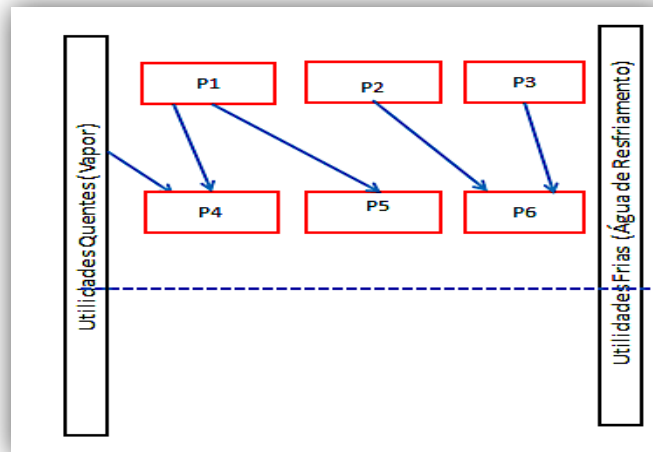 Utilidades Quentes (Vapor)
P1
P2
P3
P4
P5
P6
Utilidades Frias (Água de Resfriamento)